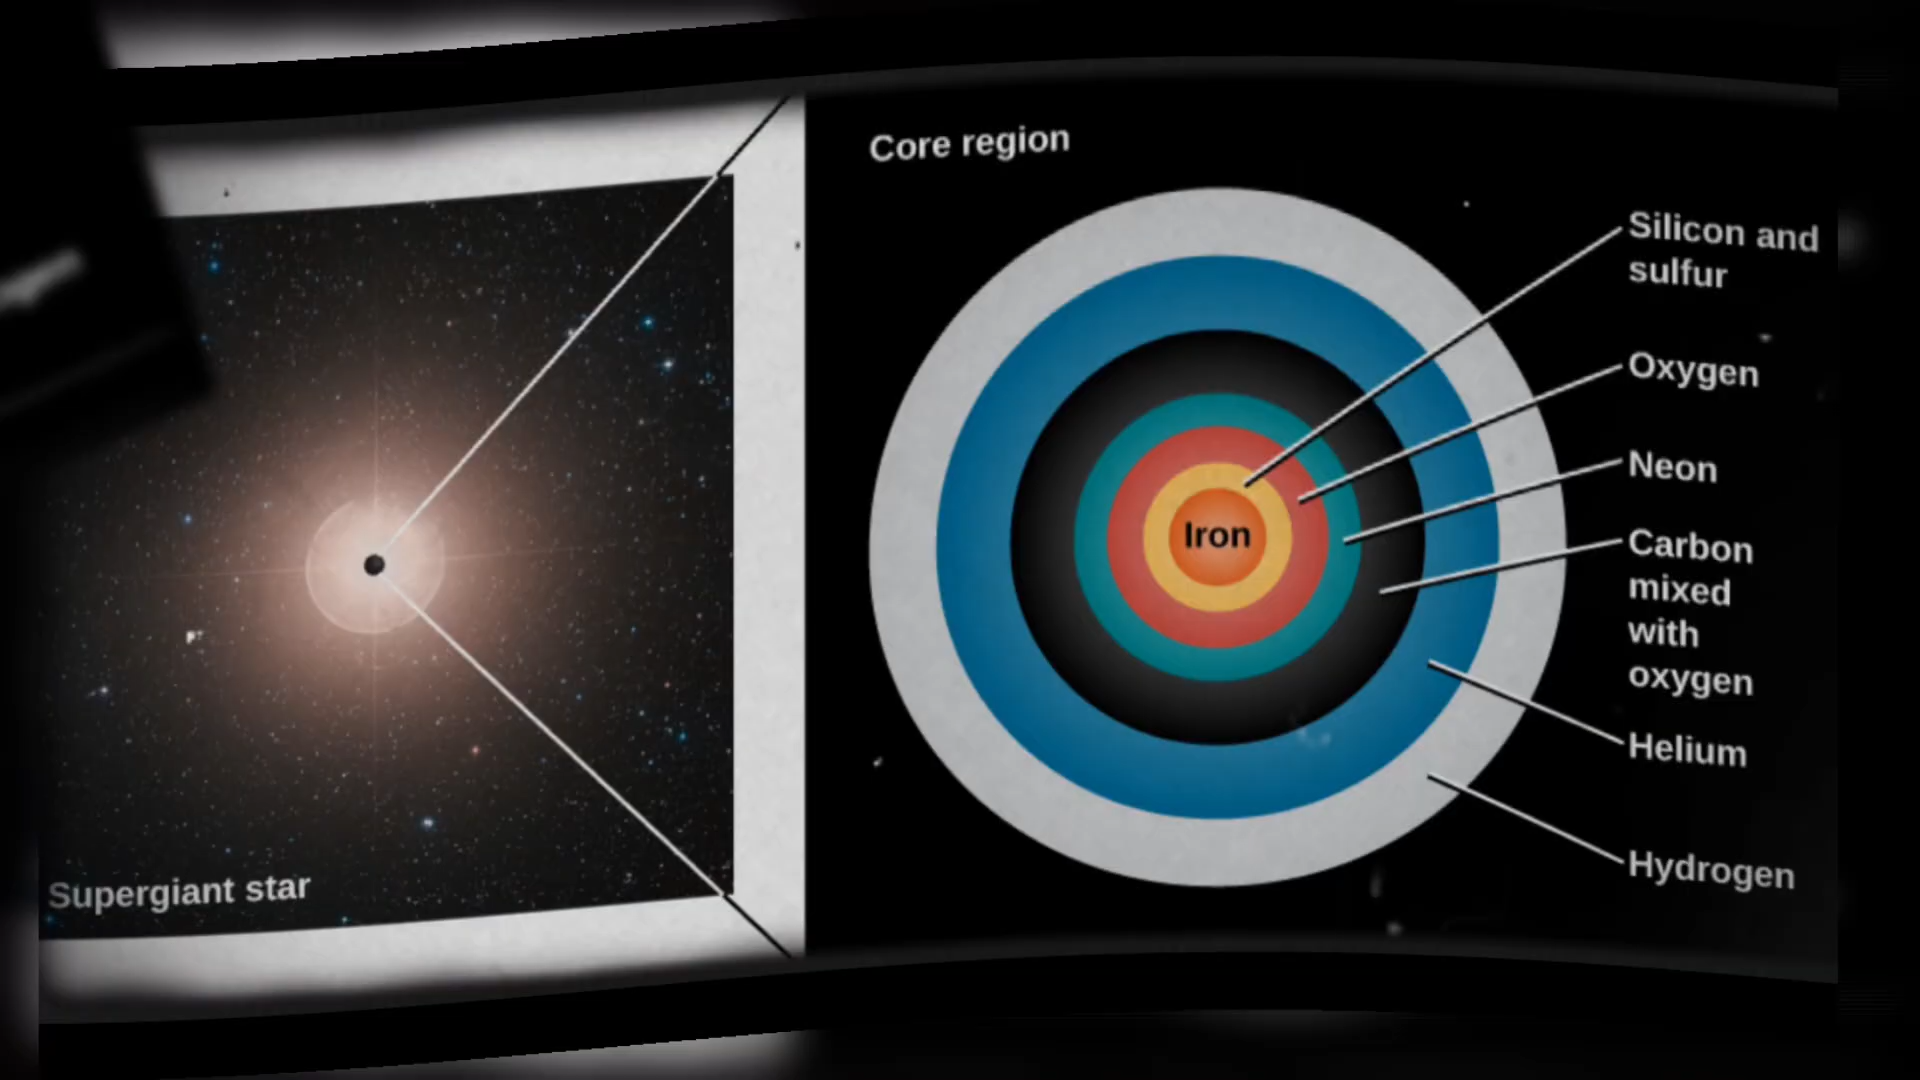 Core region
Silicon and
sulfur
Oxygen
Neon
Iron
Carbon
mixed
with
oxygen
Helium
Hydrogen
Supergiant star